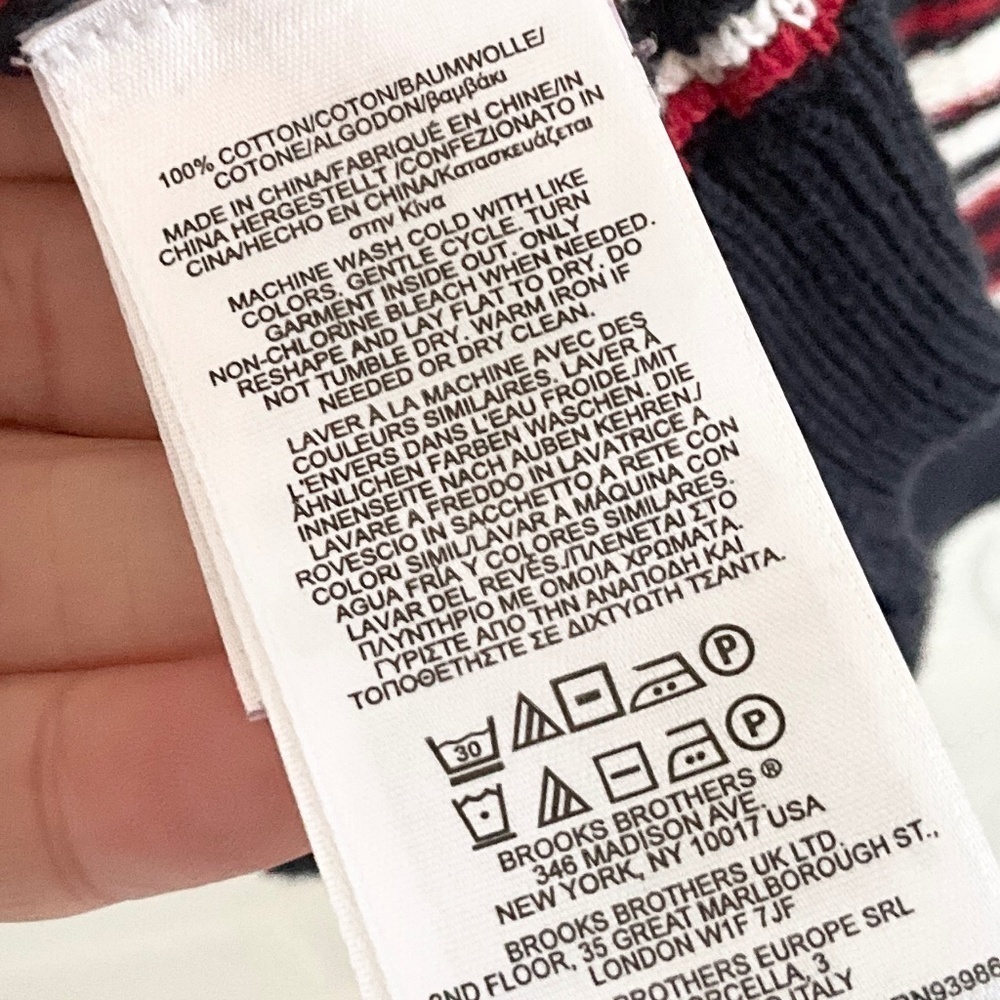 100% COTTON/COTON/BAUMWOLLE/
COTONE/ALGODON/βαμβάκι
MADE IN CHINA/FABRIQUÉ EN CHINE/IN
CHINA HERGESTELLT /CONFEZIONATO IN
CINA/HECHO EN CHINA/Κατασκευάζεται
στην Κίνα
MACHINE WASH COLD WITH LIKE
COLORS. GENTLE CYCLE. TURN
GARMENT INSIDE OUT. ONLY
NON-CHLORINE BLEACH WHEN NEEDED.
RESHAPE AND LAY FLAT TO DRY. DO
NOT TUMBLE DRY. WARM IRON IF
NEEDED OR DRY CLEAN.
LAVER À LA MACHINE AVEC DES
COULEURS SIMILAIRES. LAVER À
L'ENVERS DANS L'EAU FROIDE./MIT
ÄHNLICHEN FARBEN WASCHEN. DIE
INNENSEITE NACH AUBEN KEHREN./
LAVARE A FREDDO IN LAVATRICE A
ROVESCIO IN SACCHETTO A RETE CON
COLORI SIMIL/LAVAR A MÁQUINA CON
AGUA FRÍA Y COLORES SIMILARES.
LAVAR DEL REVÉS./ΠΛΕΝΕΤΑΙ ΣΤΟ
ΠΛΥΝΤΗΡΙΟ ΜΕ ΟΜΟΙΑ ΧΡΩΜΑΤΑ.
ΓΥΡΙΣΤΕ ΑΠΟ ΤΗΝ ΑΝΑΠΟΔΗ ΚΑΙ
ΤΟΠΟΘΕΤΗΣΤΕ ΣΕ ΔΙΧΤΥΩΤΗ ΤΣΑΝΤΑ.
30 P
P
BROOKS BROTHERS ®
346 MADISON AVE.
NEW YORK, NY 10017 USA
BROOKS BROTHERS UK LTD.
2ND FLOOR, 35 GREAT MARLBOROUGH ST.,
LONDON W1F 7JF
BROTHERS EUROPE SRL
3
ITALY